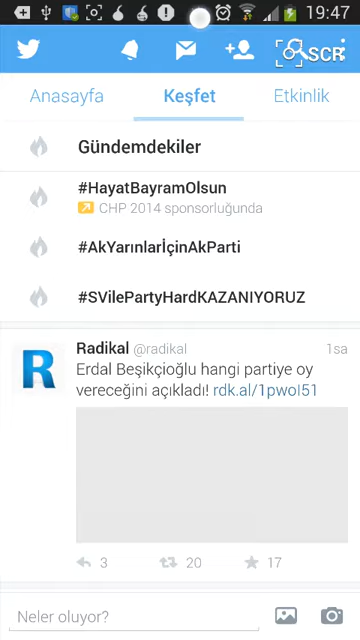 19:47
SCR
Anasayfa
Keşfet
Etkinlik
Gündemdekiler
#HayatBayramOlsun
CHP 2014 sponsorluğunda
#AkYarınlarİçinAkParti
#SVilePartyHardKAZANIYORUZ
Radikal @radikal 1sa
Erdal Beşikçioğlu hangi partiye oy
vereceğini açıkladı! rdk.al/1pwoI51
3 20 17
Neler oluyor?